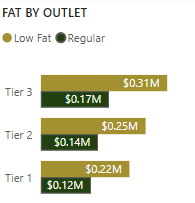 FAT BY OUTLET
Low Fat Regular
Tier 3
$0.31M
$0.17M
Tier 2
$0.25M
$0.14M
Tier 1
$0.22M
$0.12M